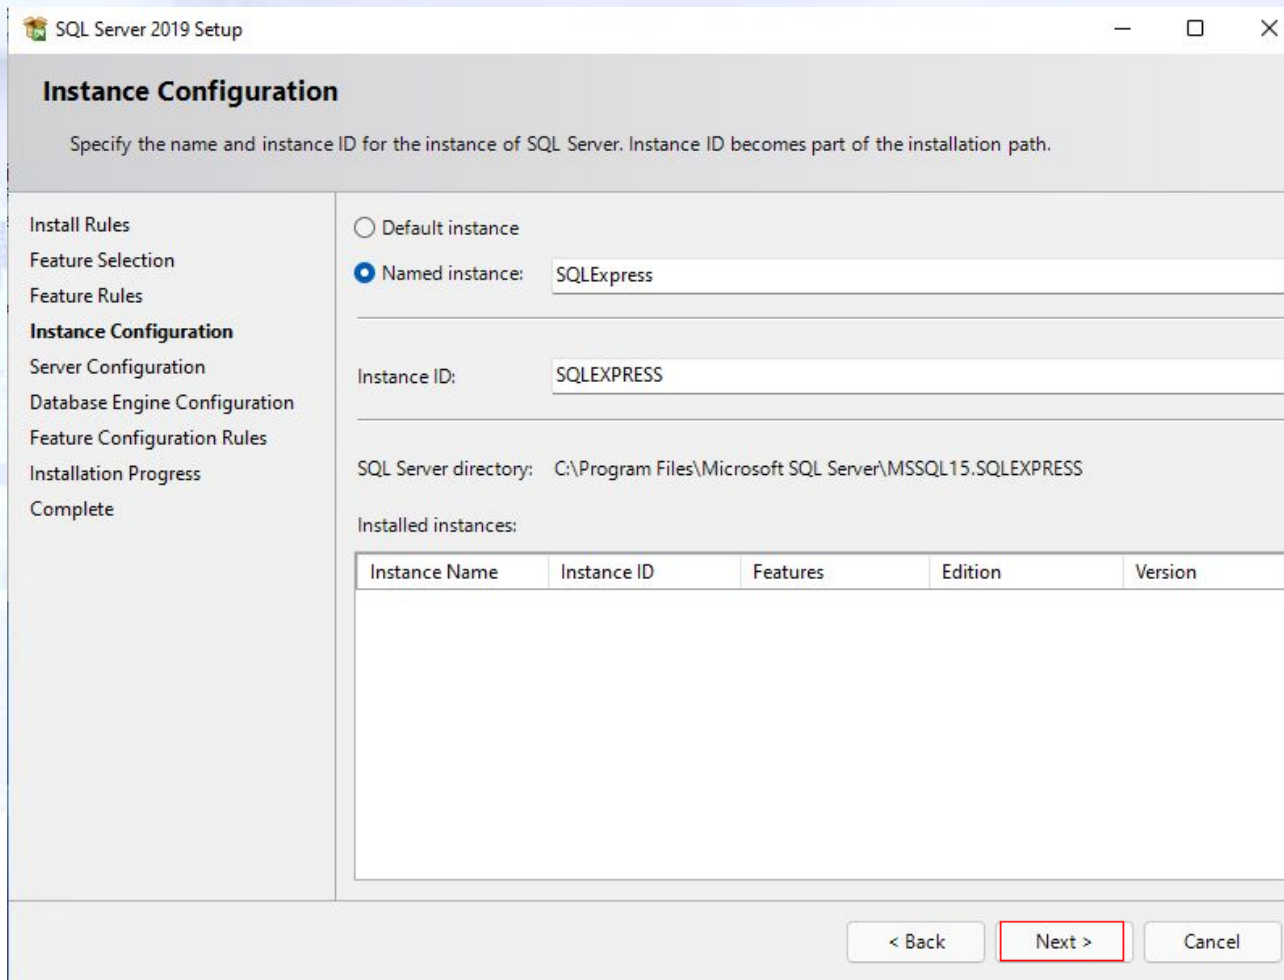 SQL Server 2019 Setup
Instance Configuration
Specify the name and instance ID for the instance of SQL Server. Instance ID becomes part of the installation path.
Install Rules
Feature Selection
Feature Rules
Instance Configuration
Server Configuration
Database Engine Configuration
Feature Configuration Rules
Installation Progress
Complete
Default instance
Named instance: SQLExpress
Instance ID: SQLEXPRESS
SQL Server directory: C:\Program Files\Microsoft SQL Server\MSSQL15.SQLEXPRESS
Installed instances:
Instance Name Instance ID Features Edition Version
< Back Next > Cancel